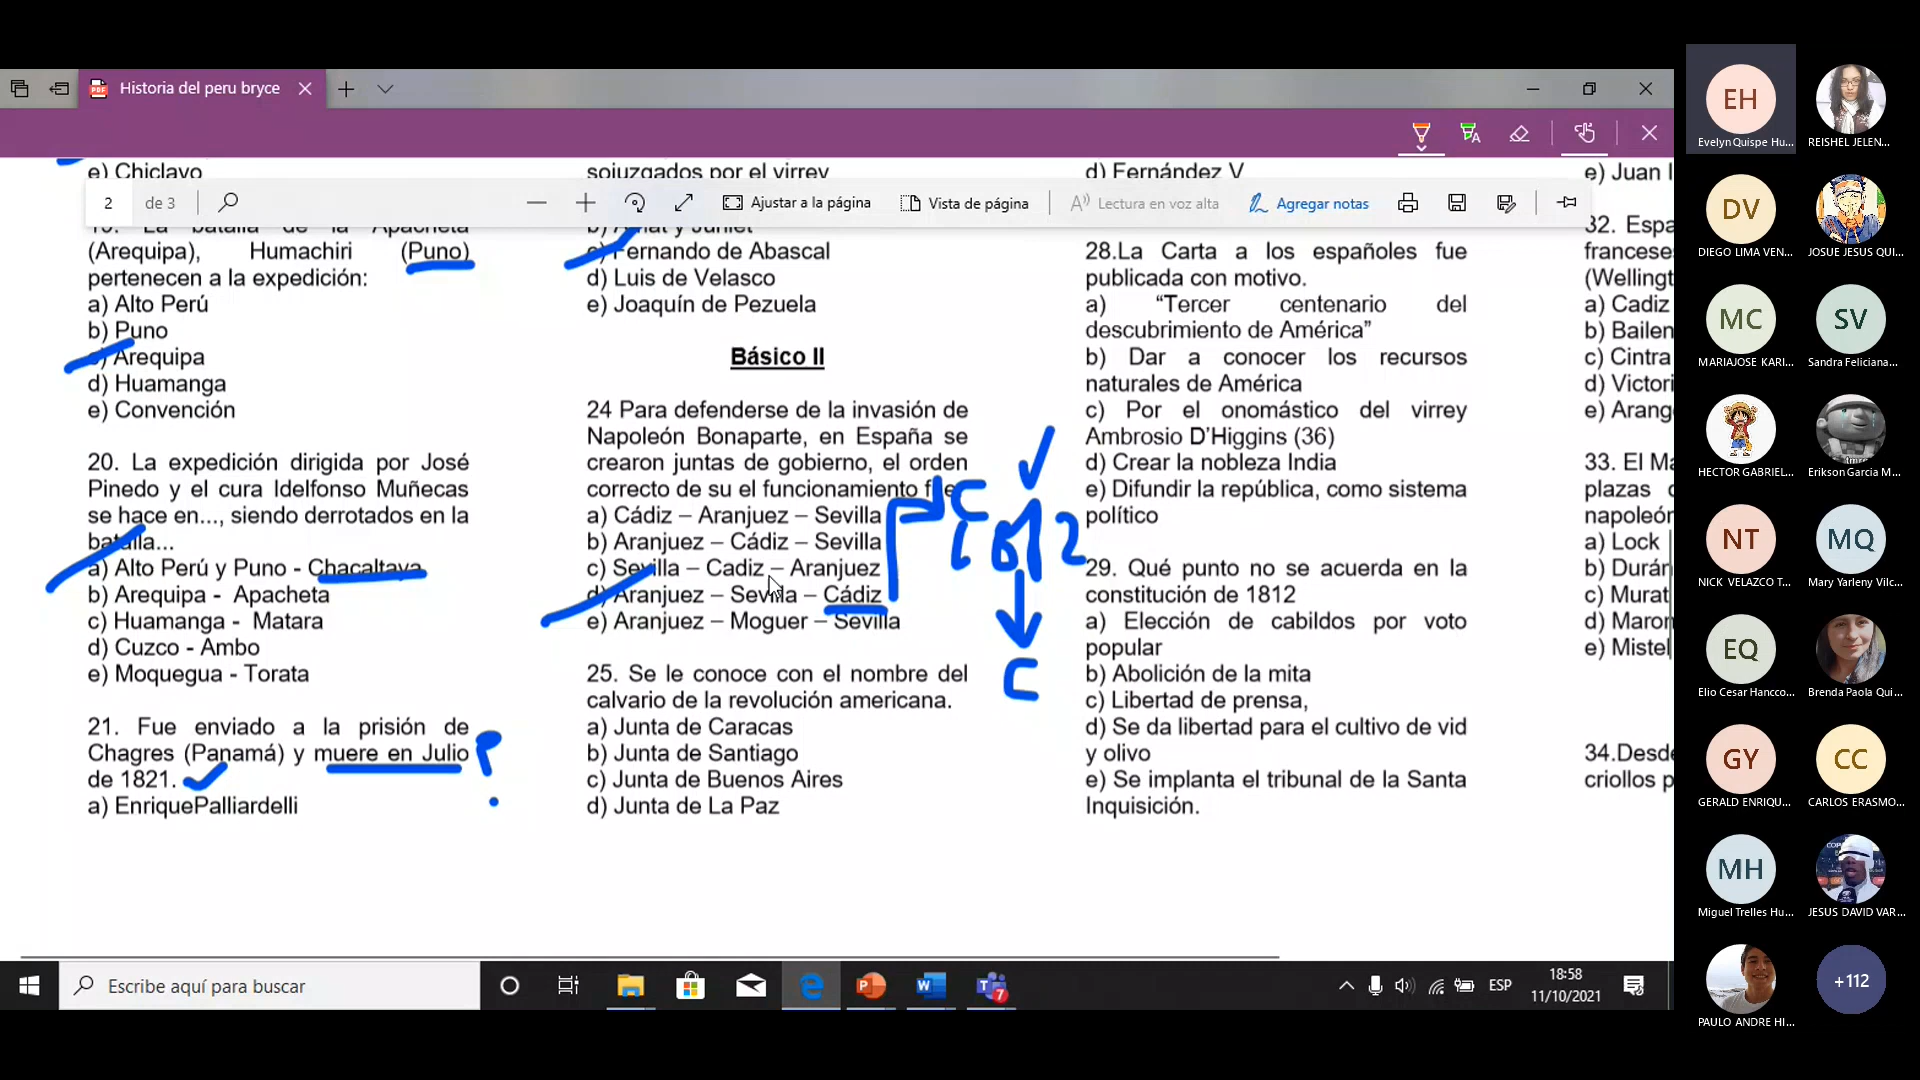 Historia del peru bryce
2 de 3
Ajustar a la página
Vista de página
Lectura en voz alta
Agregar notas
e) Chiclayo
(Arequipa), Humachiri (Puno)
pertenecen a la expedición:
a) Alto Perú
b) Puno
c) Arequipa
d) Huamanga
e) Convención
20. La expedición dirigida por José
Pinedo y el cura Idelfonso Muñecas
se hace en..., siendo derrotados en la
batalla...
a) Alto Perú y Puno - Chacaltaya
b) Arequipa - Apacheta
c) Huamanga - Matara
d) Cuzco - Ambo
e) Moquegua - Torata
21. Fue enviado a la prisión de
Chagres (Panamá) y muere en Julio
de 1821.
a) EnriquePalliardelli
?
sojuzgados por el virrey
c) Fernando de Abascal
d) Luis de Velasco
e) Joaquín de Pezuela
Básico II
24 Para defenderse de la invasión de
Napoleón Bonaparte, en España se
crearon juntas de gobierno, el orden
correcto de su el funcionamiento
a) Cádiz – Aranjuez – Sevilla
b) Aranjuez – Cádiz – Sevilla
c) Sevilla – Cadiz – Aranjuez
d) Aranjuez – Sevilla – Cádiz
e) Aranjuez – Moguer – Sevilla
25. Se le conoce con el nombre del
calvario de la revolución americana.
a) Junta de Caracas
b) Junta de Santiago
c) Junta de Buenos Aires
d) Junta de La Paz
C
C
d) Fernández V
28.La Carta a los españoles fue
publicada con motivo.
a) “Tercer centenario del
descubrimiento de América”
b) Dar a conocer los recursos
naturales de América
c) Por el onomástico del virrey
Ambrosio D’Higgins (36)
d) Crear la nobleza India
e) Difundir la república, como sistema
político
29. Qué punto no se acuerda en la
constitución de 1812
a) Elección de cabildos por voto
popular
b) Abolición de la mita
c) Libertad de prensa,
d) Se da libertad para el cultivo de vid
y olivo
e) Se implanta el tribunal de la Santa
Inquisición.
e) Juan
32. Espa
franceses
(Wellingt
a) Cadiz
b) Bailen
c) Cintra
d) Victori
e) Arang
33. El Ma
plazas
napoleón
a) Lock
b) Durán
c) Murat
d) Maron
e) Mistel
34.Desde
criollos p
Escribe aquí para buscar
7
ESP
18:58
11/10/2021
EH
Evelyn Quispe Hu...
REISHEL JELEN...
DV
DIEGO LIMA VEN...
JOSUE JESUS QUI...
MC
MARIAJOSE KARI...
SV
Sandra Feliciana...
HECTOR GABRIEL...
Erikson Garcia M...
NT
NICK VELAZCO T...
MQ
Mary Yarleny Vilc...
EQ
Elio Cesar Hancco...
Brenda Paola Qui...
GY
GERALD ENRIQU...
CC
CARLOS ERASMO...
MH
Miguel Trelles Hu...
JESUS DAVID VAR...
PAULO ANDRE HI...
+112